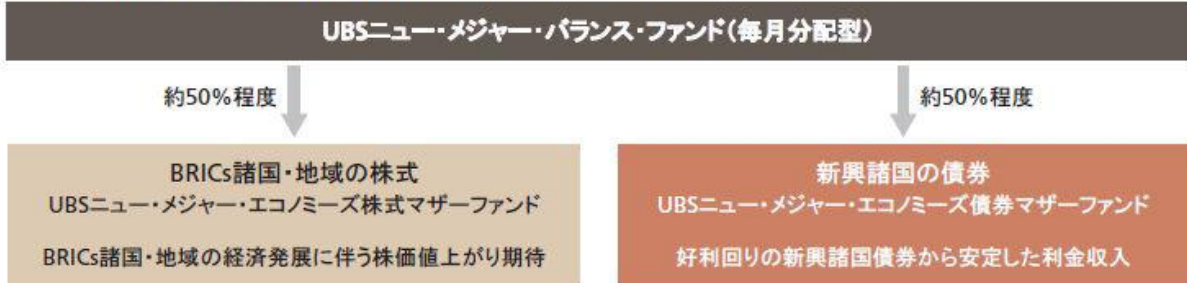 UBSニュー・メジャー・バランス・ファンド(毎月分配型)
約50%程度
約50%程度
BRICs諸国・地域の株式
UBSニュー・メジャー・エコノミーズ株式マザーファンド
BRICs諸国・地域の経済発展に伴う株価値上がり期待
新興諸国の債券
UBSニュー・メジャー・エコノミーズ債券マザーファンド
好利回りの新興諸国債券から安定した利金収入